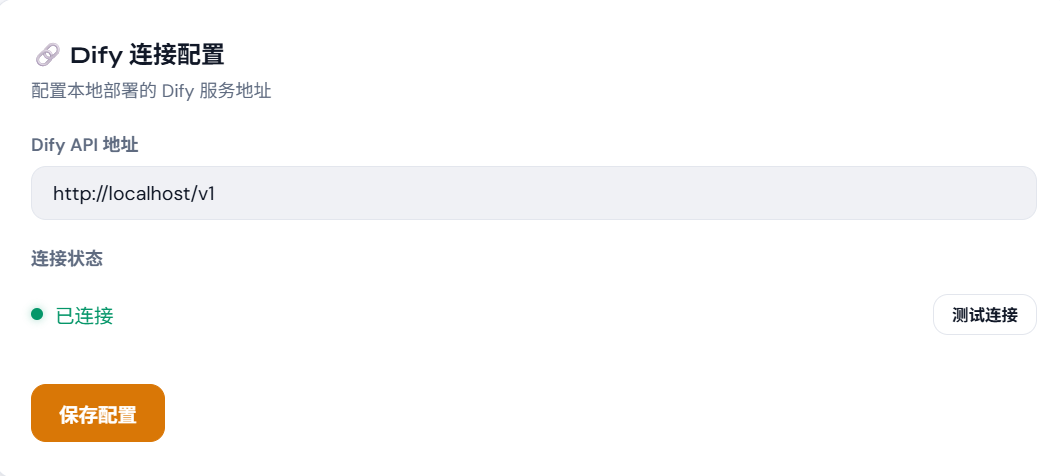 Dify 连接配置
配置本地部署的 Dify 服务地址
Dify API 地址
http://localhost/v1
连接状态
已连接
测试连接
保存配置